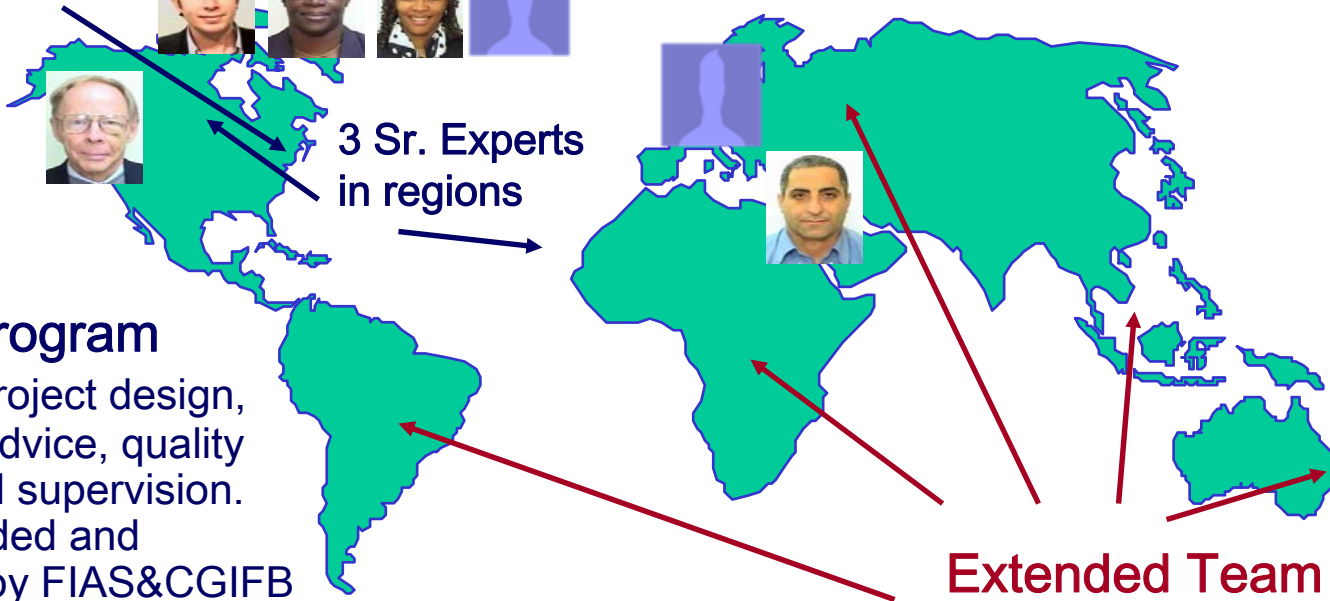 3 Sr. Experts
in regions
rogram
roject design,
dvice, quality
supervision.
ded and
by FIAS&CGIFB
Extended Team